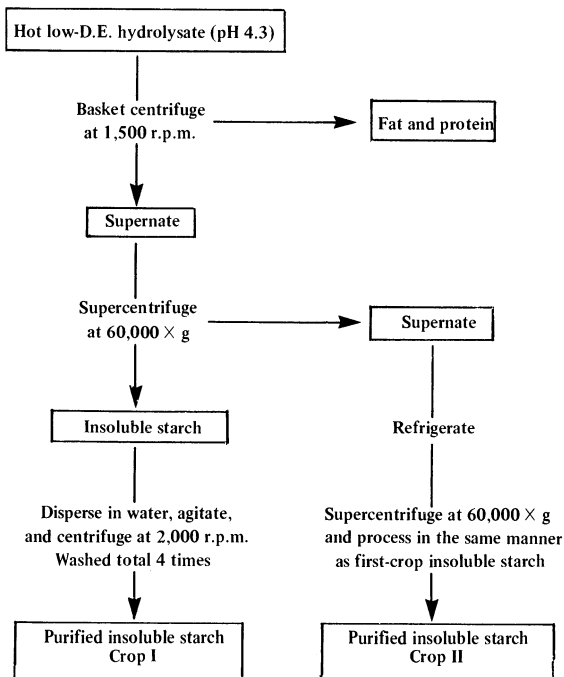 Hot low-D.E. hydrolysate (pH 4.3)
Basket centrifuge
at 1,500 r.p.m.
Fat and protein
Supernate
Supercentrifuge
at 60,000 × g
Supernate
Insoluble starch
Refrigerate
Disperse in water, agitate,
and centrifuge at 2,000 r.p.m.
Washed total 4 times
Supercentrifuge at 60,000 × g
and process in the same manner
as first-crop insoluble starch
Purified insoluble starch
Crop I
Purified insoluble starch
Crop II